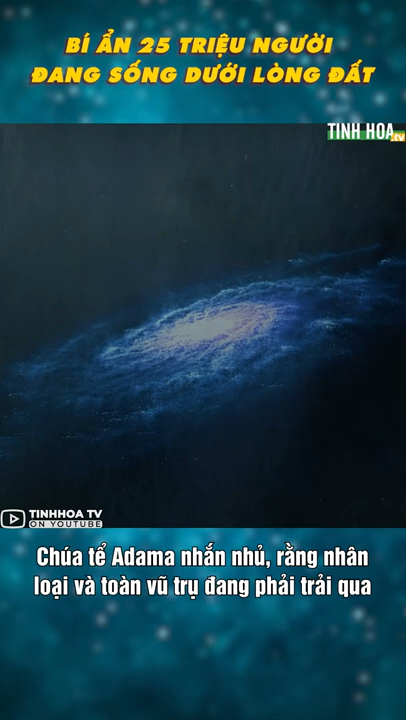 BÍ ẨN 25 TRIỆU NGƯỜI
ĐANG SỐNG DƯỚI LÒNG ĐẤT
TINH HOA.tv
TINHHOA TV
ON YOUTUBE
Chúa tể Adama nhắn nhủ, rằng nhân
loại và toàn vũ trụ đang phải trải qua